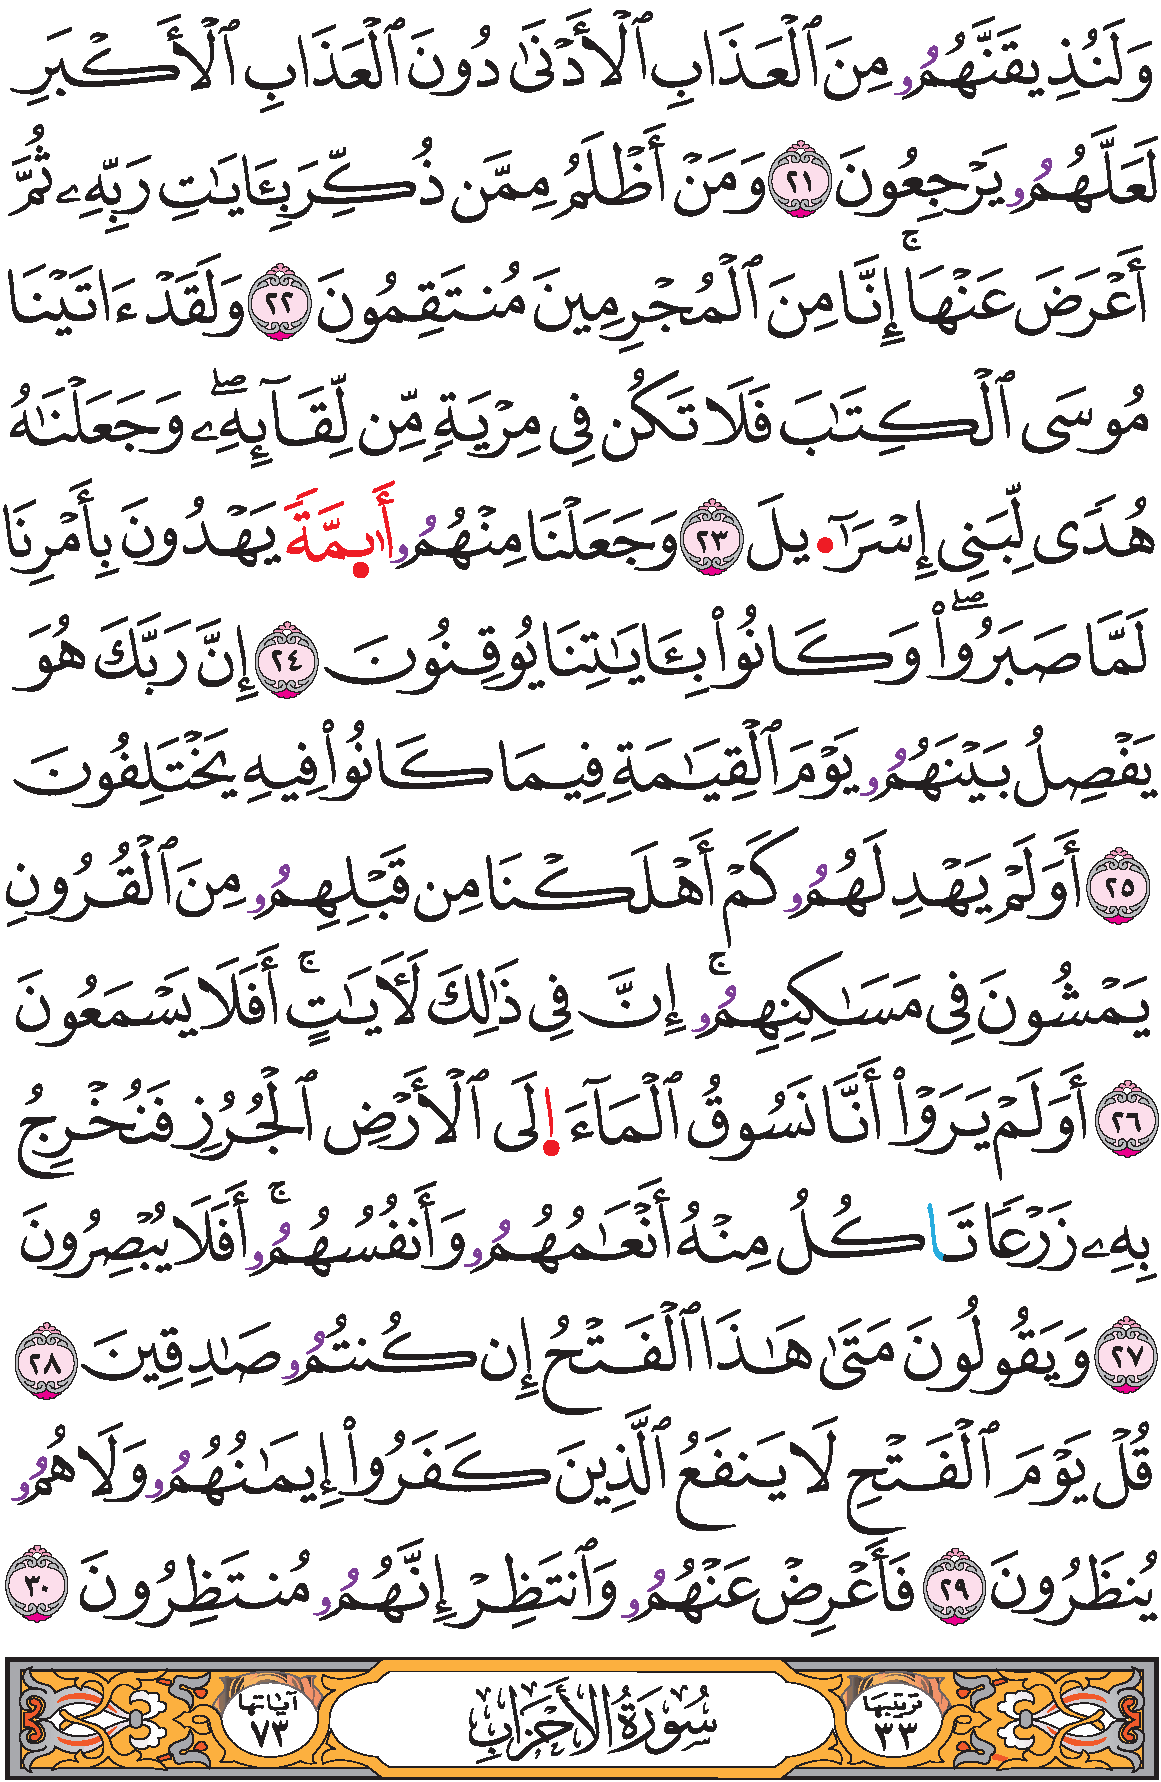 وَلَنُذِيقَنَّهُمُۥ مِنَ ٱلْعَذَابِ ٱلْأَدْنَىٰ دُونَ ٱلْعَذَابِ ٱلْأَكْبَرِ
لَعَلَّهُمُۥ يَرْجِعُونَ ٢١ وَمَنْ أَظْلَمُ مِمَّن ذُكِّرَ بِـَٔايَٰتِ رَبِّهِۦ ثُمَّ
أَعْرَضَ عَنْهَاۚ إِنَّا مِنَ ٱلْمُجْرِمِينَ مُنتَقِمُونَ ٢٢ وَلَقَدْ ءَاتَيْنَا
مُوسَى ٱلْكِتَٰبَ فَلَا تَكُن فِى مِرْيَةٍ مِّن لِّقَآئِهِۦۖ وَجَعَلْنَٰهُ
هُدًى لِّبَنِى إِسْرَٰٓ•يلَ ٢٣ وَجَعَلْنَا مِنْهُمُۥ أَا۬ىِٕمَّةً يَهْدُونَ بِأَمْرِنَا
لَمَّا صَبَرُوا۟ۖ وَكَانُوا۟ بِـَٔايَٰتِنَا يُوقِنُونَ ٢٤ إِنَّ رَبَّكَ هُوَ
يَفْصِلُ بَيْنَهُمُۥ يَوْمَ ٱلْقِيَٰمَةِ فِيمَا كَانُوا۟ فِيهِ يَخْتَلِفُونَ
٢٥ أَوَلَمْ يَهْدِ لَهُمُۥ كَمْ أَهْلَكْنَا مِن قَبْلِهِمُۥ مِنَ ٱلْقُرُونِ
يَمْشُونَ فِى مَسَٰكِنِهِمُۥۚ إِنَّ فِى ذَٰلِكَ لَأٓيَٰتٍۚ أَفَلَا يَسْمَعُونَ
٢٦ أَوَلَمْ يَرَوْا۟ أَنَّا نَسُوقُ ٱلْمَآءَ ا۪لَى ٱلْأَرْضِ ٱلْجُرُزِ فَنُخْرِجُ
بِهِۦ زَرْعًا تَاكُلُ مِنْهُ أَنْعَٰمُهُمُۥ وَأَنفُسُهُمُۥۚ أَفَلَا يُبْصِرُونَ
٢٧ وَيَقُولُونَ مَتَىٰ هَٰذَا ٱلْفَتْحُ إِن كُنتُمُۥ صَٰدِقِينَ ٢٨
قُلْ يَوْمَ ٱلْفَتْحِ لَا يَنفَعُ ٱلَّذِينَ كَفَرُوا۟ إِيمَٰنُهُمُۥ وَلَا هُمُۥ
يُنظَرُونَ ٢٩ فَأَعْرِضْ عَنْهُمُۥ وَٱنتَظِرْ إِنَّهُمُۥ مُنتَظِرُونَ ٣٠
ترتيبها ٣٣ سُورَةُ الأَحْزَابِ آياتها ٧٣